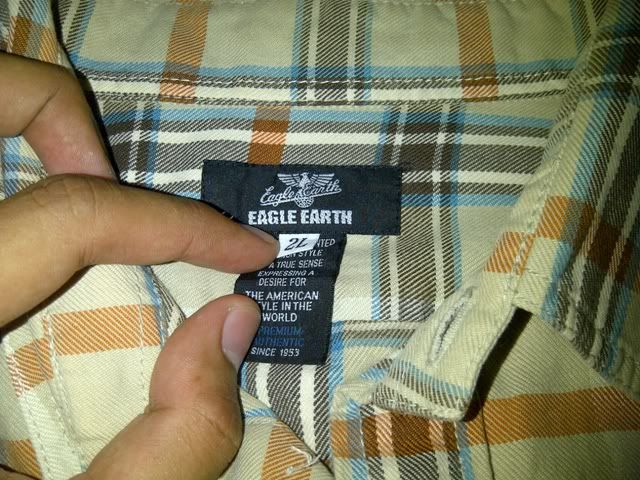 Eagle Earth
EAGLE EARTH
2L
NTED
STYLE
A TRUE SENSE
EXPRESSING A
DESIRE FOR
THE AMERICAN
STYLE IN THE
WORLD
PREMIUM
AUTHENTIC
SINCE 1953